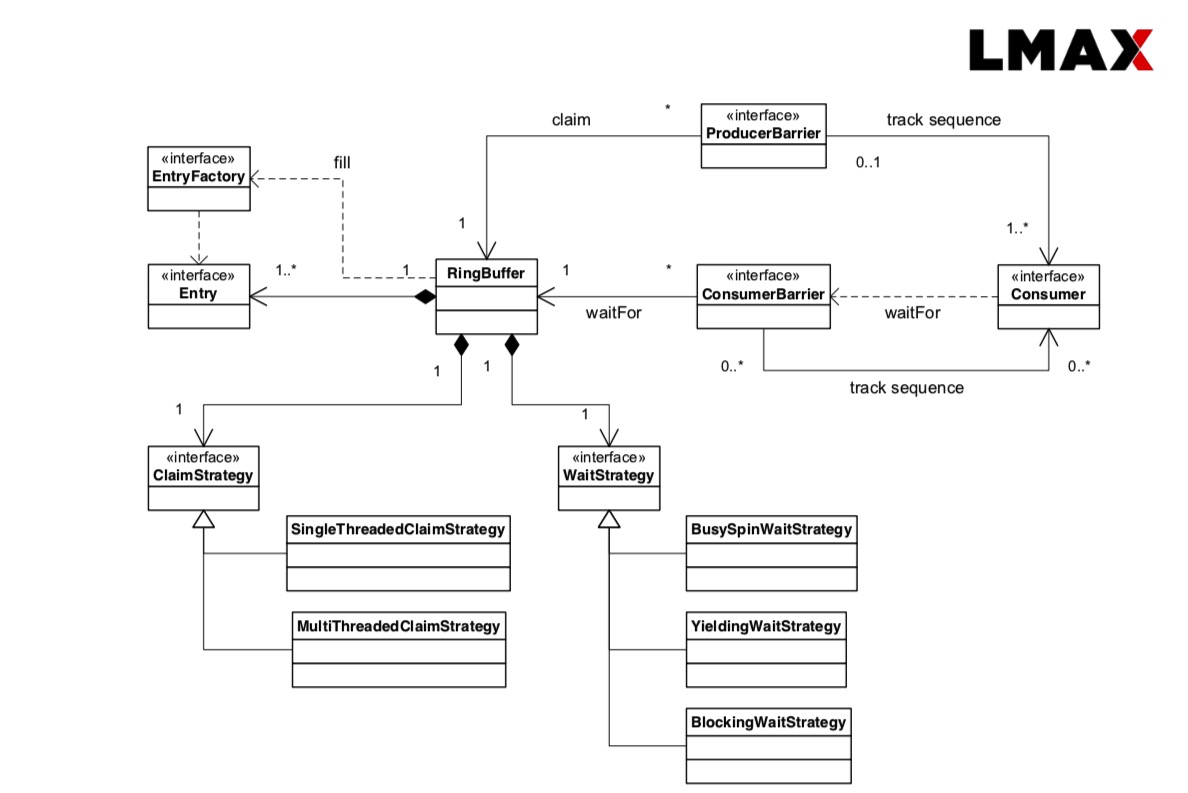 LMAX
claim
*
«interface»
ProducerBarrier
track sequence
0..1
«interface»
EntryFactory
fill
1
1..*
«interface»
Entry
1..*
1
RingBuffer
1
*
«interface»
ConsumerBarrier
«interface»
Consumer
waitFor
waitFor
1
1
0..*
0..*
track sequence
1
1
«interface»
ClaimStrategy
«interface»
WaitStrategy
SingleThreadedClaimStrategy
BusySpinWaitStrategy
MultiThreadedClaimStrategy
YieldingWaitStrategy
BlockingWaitStrategy